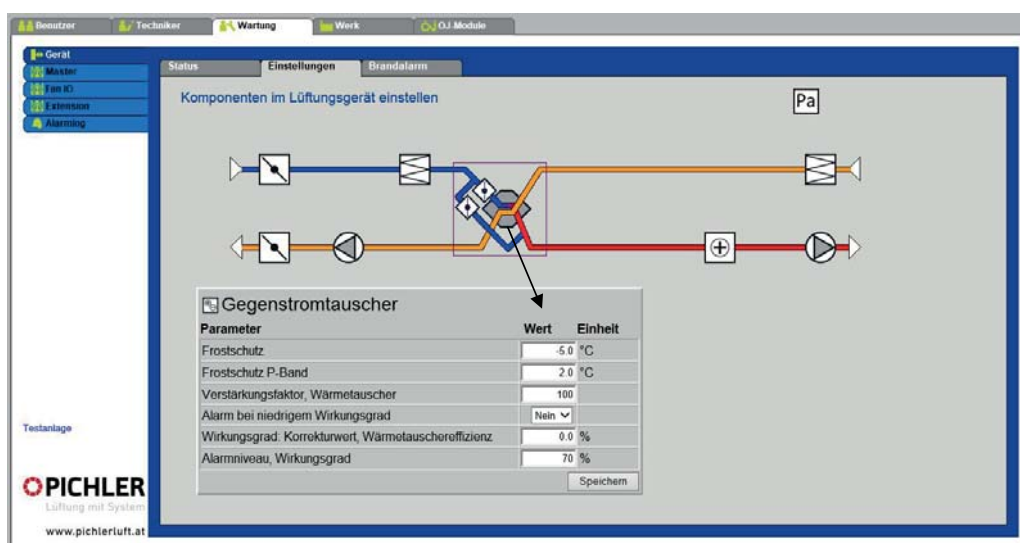 Benutzer
Techniker
Wartung
Werk
OJ Module
Gerät
Master
Fan IO
Extension
Alarmlog
Status
Einstellungen
Brandalarm
Komponenten im Lüftungsgerät einstellen
Pa
Gegenstromtauscher
Parameter Wert Einheit
Frostschutz -5.0 °C
Frostschutz P-Band 2.0 °C
Verstärkungsfaktor, Wärmetauscher 100
Alarm bei niedrigem Wirkungsgrad Nein
Wirkungsgrad: Korrekturwert, Wärmetauschereffizienz 0.0 %
Alarmniveau, Wirkungsgrad 70 %
Speichern
Testanlage
PICHLER
Lüftung mit System
www.pichlerluft.at